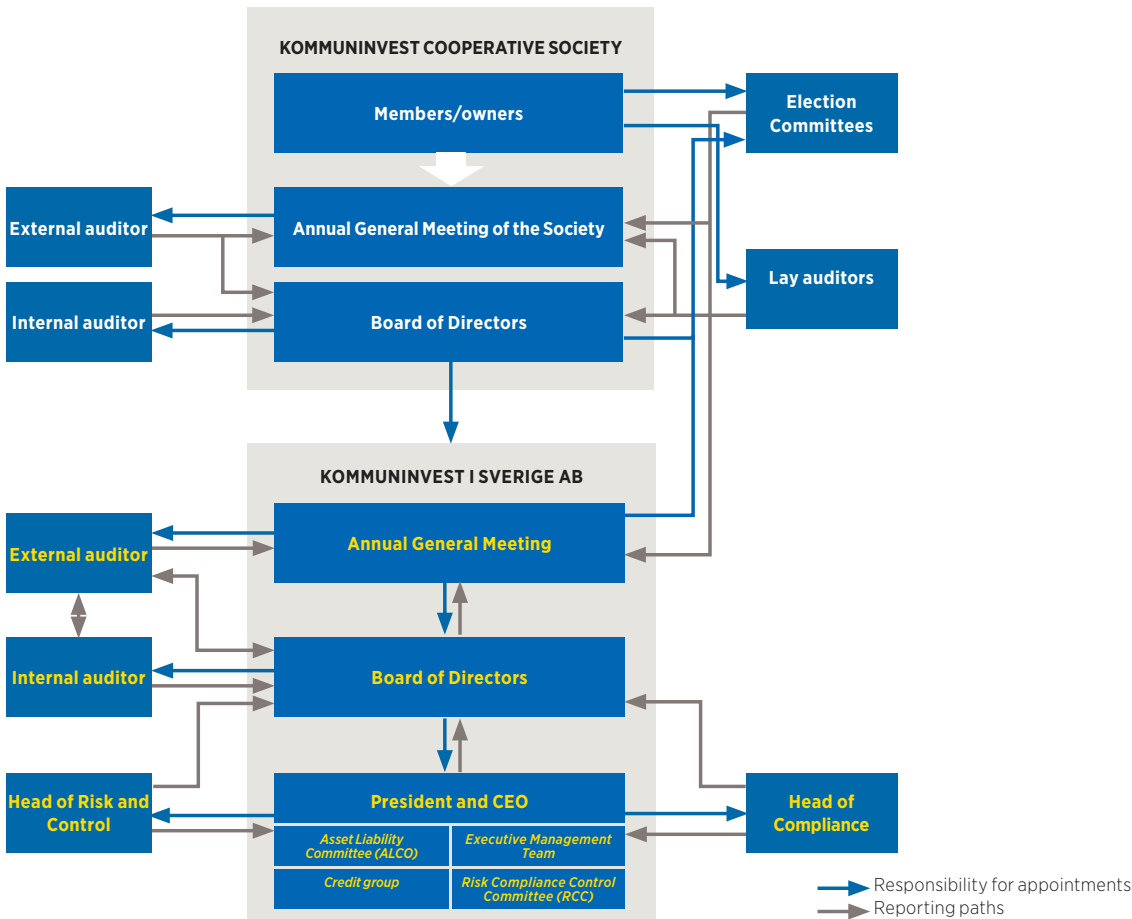 KOMMUNINVEST COOPERATIVE SOCIETY
Members/owners
Election
Committees
External auditor
Annual General Meeting of the Society
Lay auditors
Internal auditor
Board of Directors
KOMMUNINVEST I SVERIGE AB
External auditor
Annual General Meeting
Internal auditor
Board of Directors
Head of Risk and
Control
President and CEO
Head of
Compliance
Asset Liability
Committee (ALCO)
Executive Management
Team
Credit group
Risk Compliance Control
Committee (RCC)
Responsibility for appointments
Reporting paths